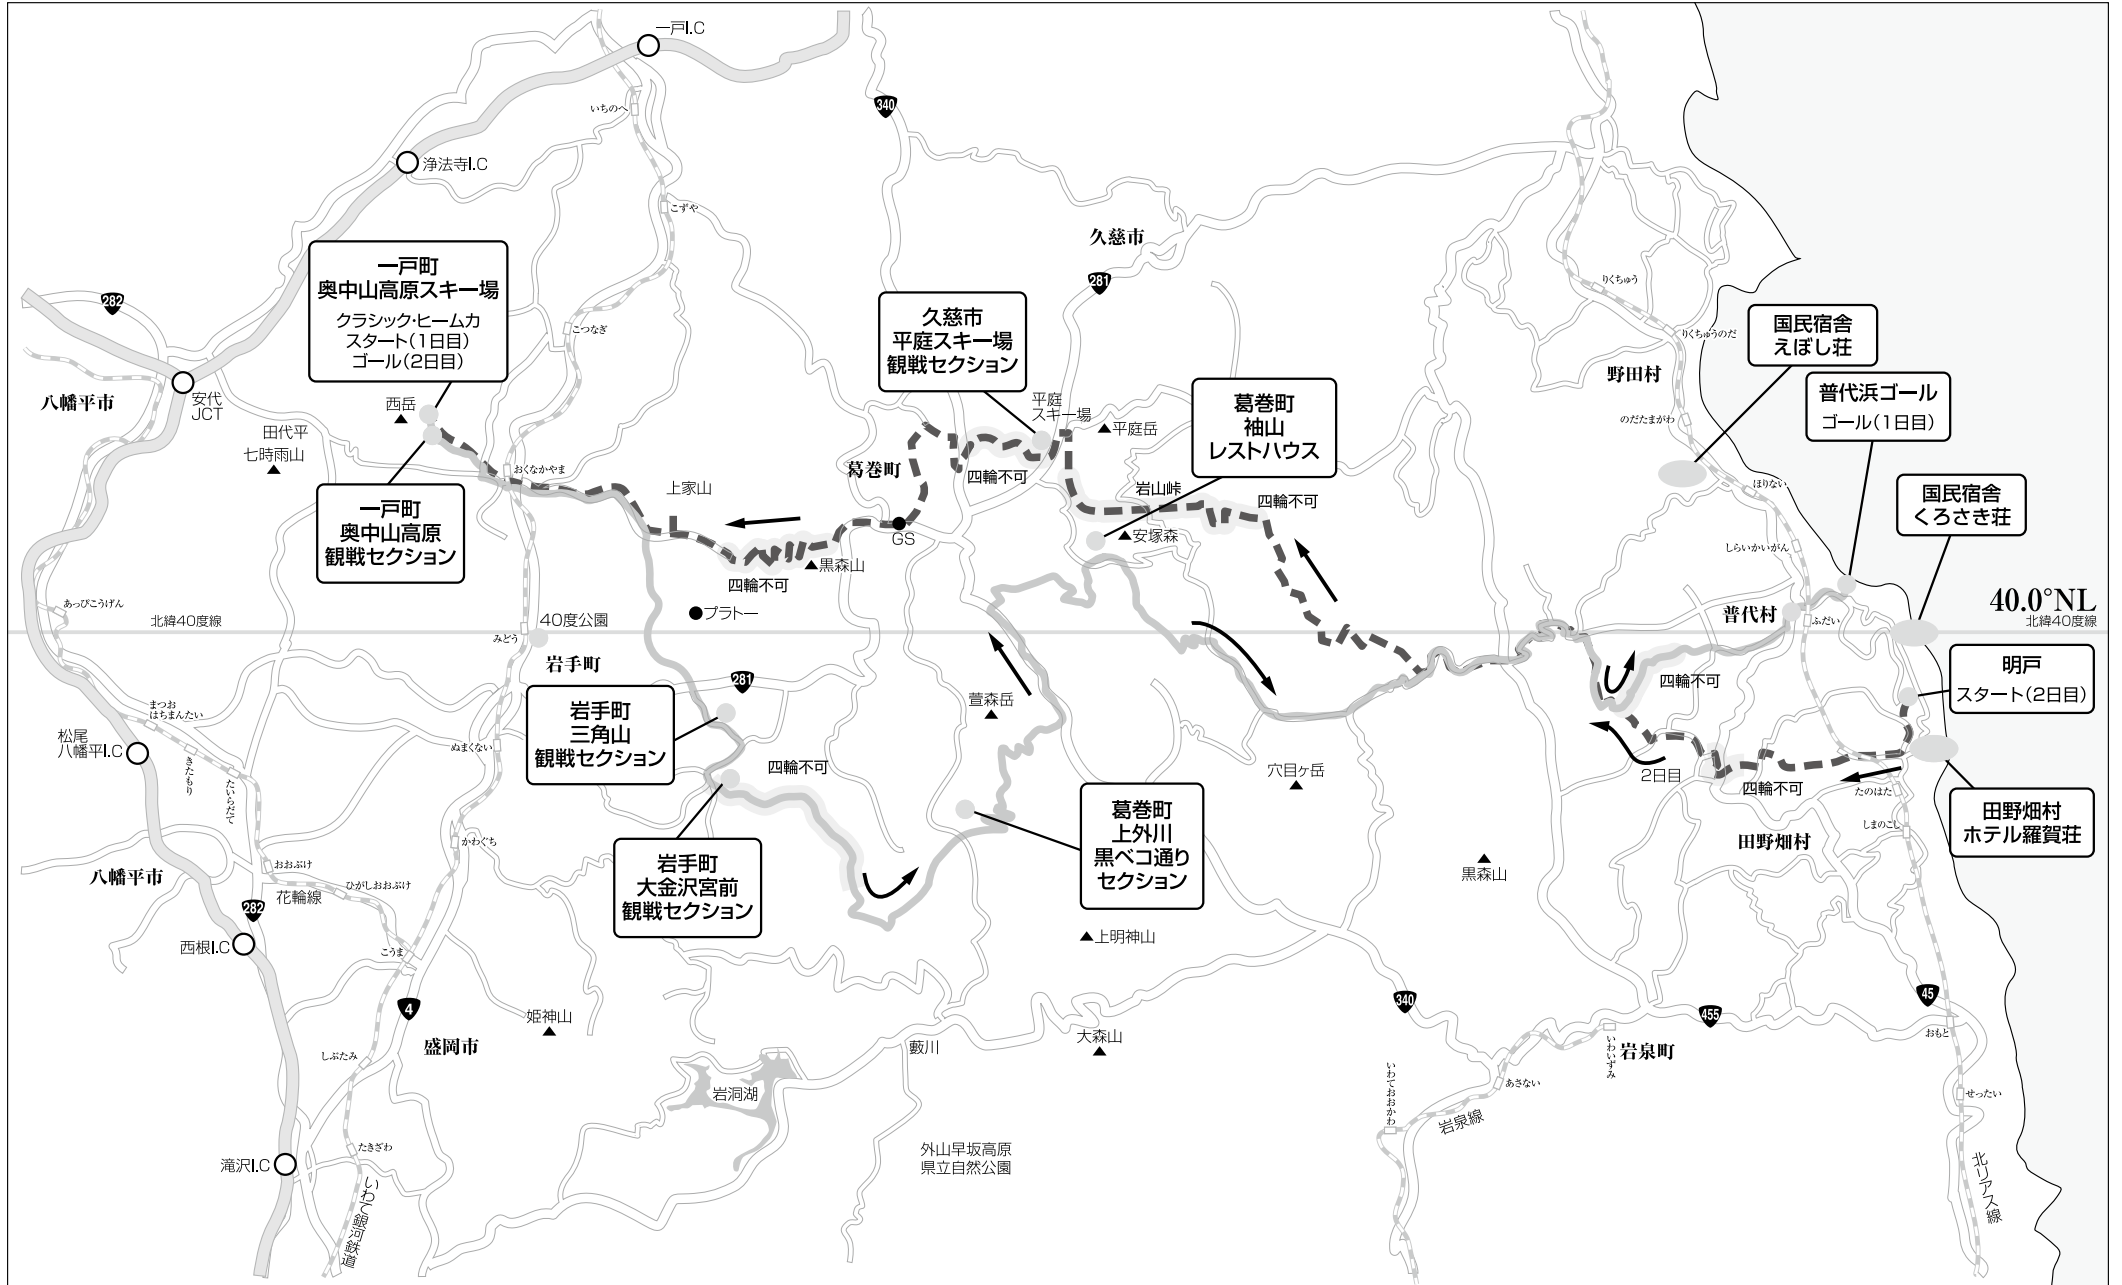 一戸I.C
340
いちのへ
浄法寺I.C
こずや
久慈市
281
282
一戸町
奥中山高原スキー場
クラシック・ヒームカ
スタート(1日目)
ゴール(2日目)
久慈市
平庭スキー場
観戦セクション
りくちゅう
りくちゅうのだ
国民宿舎
えぼし荘
こつなぎ
野田村
普代浜ゴール
ゴール(1日目)
八幡平市
安代
JCT
西岳
平庭
スキー場
平庭岳
葛巻町
袖山
レストハウス
のだたまがわ
田代平
七時雨山
おくなかやま
葛巻町
四輪不可
上家山
岩山峠
四輪不可
ほりない
国民宿舎
くろさき荘
一戸町
奥中山高原
観戦セクション
GS
安塚森
しらいかいがん
黒森山
四輪不可
プラトー
あっぴこうげん
北緯40度線
40度公園
みどう
普代村
ふだい
40.0°NL
北緯40度線
岩手町
281
四輪不可
明戸
スタート(2日目)
岩手町
三角山
観戦セクション
萱森岳
まつお
はちまんたい
松尾
八幡平I.C
きたもり
たいらだて
ぬまくない
四輪不可
穴目ヶ岳
2日目
四輪不可
たのはた
田野畑村
ホテル羅賀荘
しまのこし
田野畑村
葛巻町
上外川
黒ベコ通り
セクション
かわぐち
岩手町
大金沢宮前
観戦セクション
黒森山
八幡平市
おおぶけ
花輪線
ひがしおおぶけ
282
西根I.C
こうま
上明神山
4
姫神山
340
455
45
おもと
盛岡市
しぶたみ
藪川
大森山
いわいずみ
岩泉町
岩洞湖
いわておおかわ
あさない
岩泉線
せったい
たきざわ
滝沢I.C
いわて銀河鉄道
外山早坂高原
県立自然公園
北リアス線